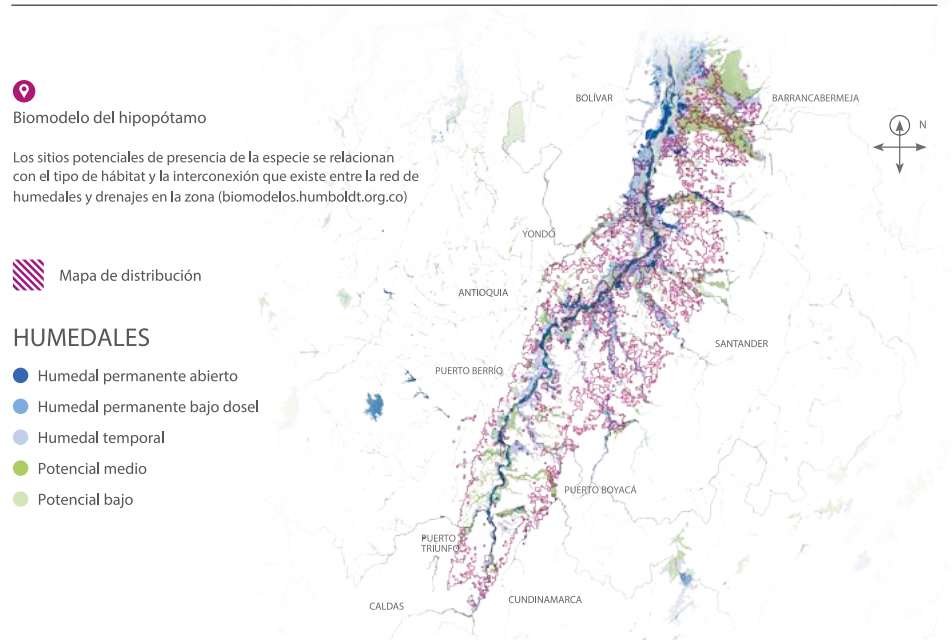 Biomodelo del hipopótamo
Los sitios potenciales de presencia de la especie se relacionan
con el tipo de hábitat y la interconexión que existe entre la red de
humedales y drenajes en la zona (biomodelos.humboldt.org.co)
Mapa de distribución
HUMEDALES
Humedal permanente abierto
Humedal permanente bajo dosel
Humedal temporal
Potencial medio
Potencial bajo
BOLÍVAR
BARRANCABERMEJA
N
YONDÓ
ANTIOQUIA
SANTANDER
PUERTO BERRÍO
PUERTO BOYACÁ
PUERTO
TRIUNFO
CALDAS
CUNDINAMARCA